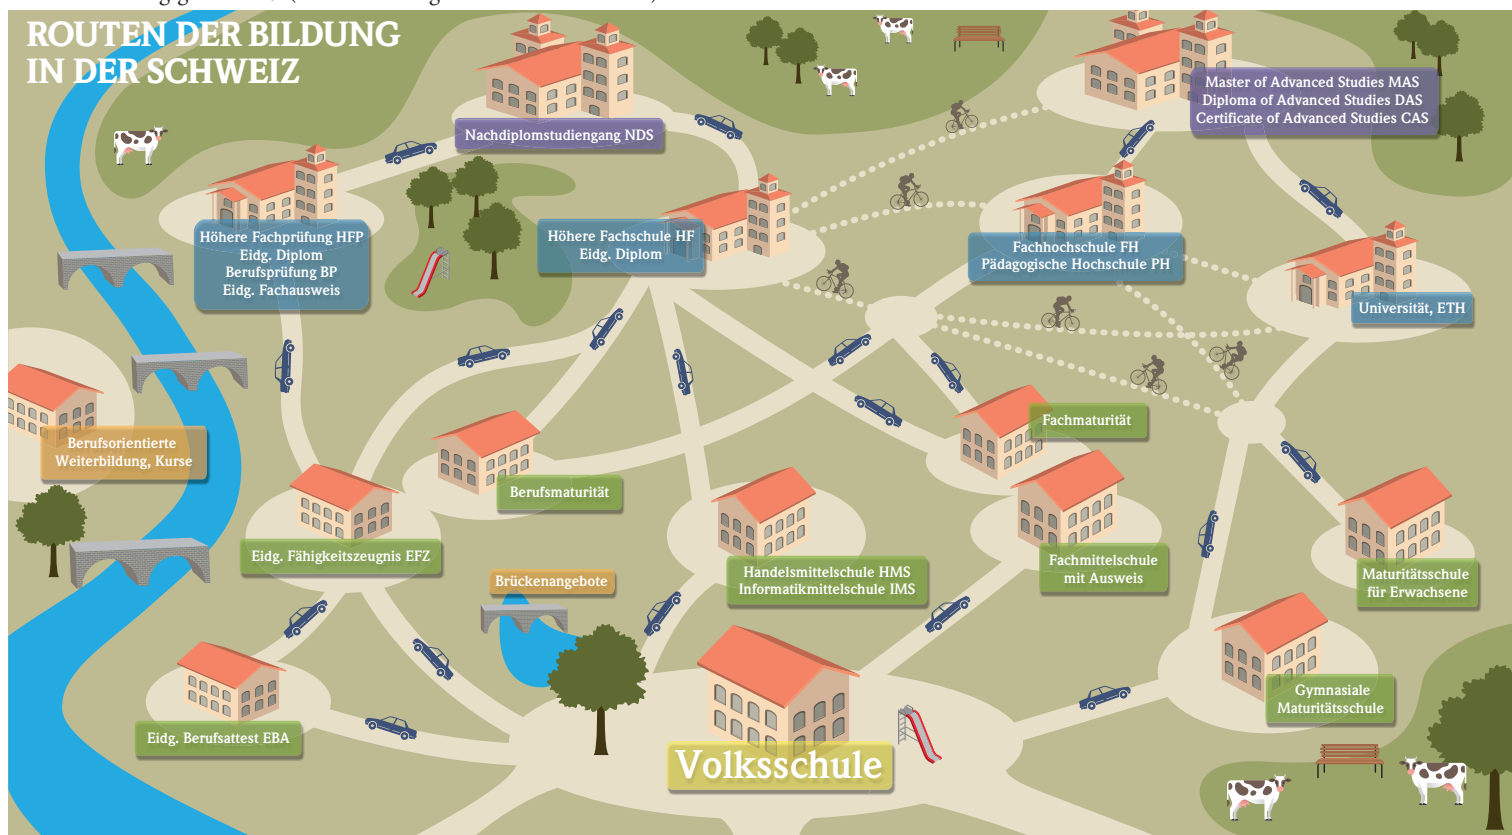 ROUTEN DER BILDUNG
IN DER SCHWEIZ
Nachdiplomstudiengang NDS
Master of Advanced Studies MAS
Diploma of Advanced Studies DAS
Certificate of Advanced Studies CAS
Höhere Fachprüfung HFP
Eidg. Diplom
Berufsprüfung BP
Eidg. Fachausweis
Höhere Fachschule HF
Eidg. Diplom
Fachhochschule FH
Pädagogische Hochschule PH
Universität, ETH
Berufsorientierte
Weiterbildung, Kurse
Fachmaturität
Berufsmaturität
Eidg. Fähigkeitszeugnis EFZ
Brückenangebote
Handelsmittelschule HMS
Informatikmittelschule IMS
Fachmittelschule
mit Ausweis
Maturitätsschule
für Erwachsene
Gymnasiale
Maturitätsschule
Eidg. Berufsattest EBA
Volksschule